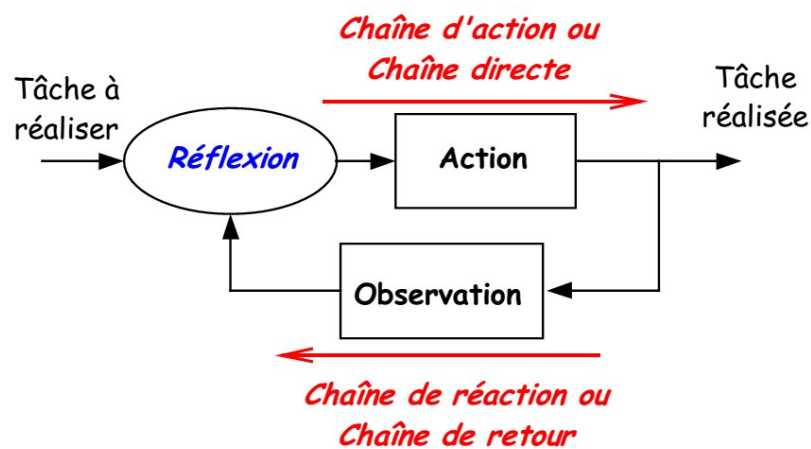 Chaîne d'action ou
Chaîne directe
Tâche à
réaliser
Tâche
réalisée
Réflexion
Action
Observation
Chaîne de réaction ou
Chaîne de retour